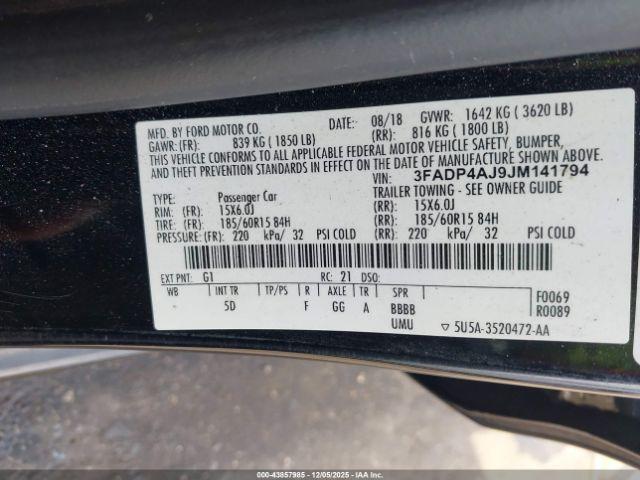 MFD. BY FORD MOTOR CO. DATE: 08/18 GVWR: 1642 KG ( 3620 LB)
GAWR: (FR): 839 KG ( 1850 LB) (RR): 816 KG ( 1800 LB)
THIS VEHICLE CONFORMS TO ALL APPLICABLE FEDERAL MOTOR VEHICLE SAFETY, BUMPER,
AND THEFT PREVENTION STANDARDS IN EFFECT ON THE DATE OF MANUFACTURE SHOWN ABOVE.
VIN: 3FADP4AJ9JM141794
TYPE: Passenger Car TRAILER TOWING - SEE OWNER GUIDE
RIM: (FR): 15X6.0J (RR): 15X6.0J
TIRE: (FR): 185/60R15 84H (RR): 185/60R15 84H
PRESSURE: (FR): 220 kPa/ 32 PSI COLD (RR): 220 kPa/ 32 PSI COLD
EXT PNT: G1 RC: 21 DSO:
WB INT TR TP/PS R AXLE TR SPR F0069
- 5D F GG A BBBB R0089
UMU ▽ 5U5A-3520472-AA
© 43857985 - 12/05/2025 - IAA